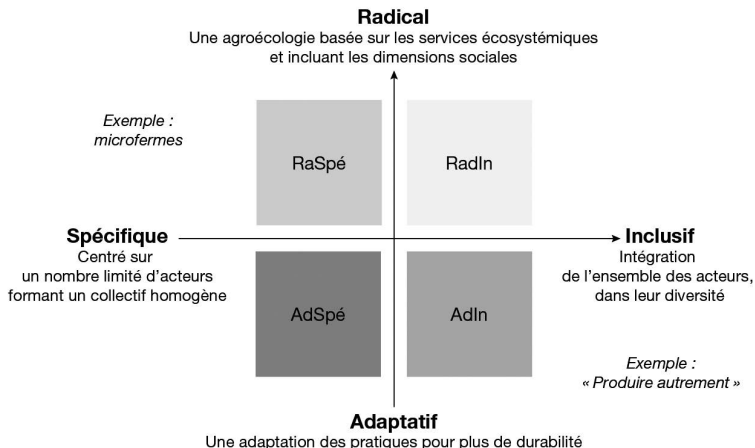 Radical
Une agroécologie basée sur les services écosystémiques
et incluant les dimensions sociales
Exemple :
microfermes
RaSpé
RadIn
Spécifique
Centré sur
un nombre limité d’acteurs
formant un collectif homogène
Inclusif
Intégration
de l’ensemble des acteurs,
dans leur diversité
AdSpé
AdIn
Exemple :
« Produire autrement »
Adaptatif
Une adaptation des pratiques pour plus de durabilité